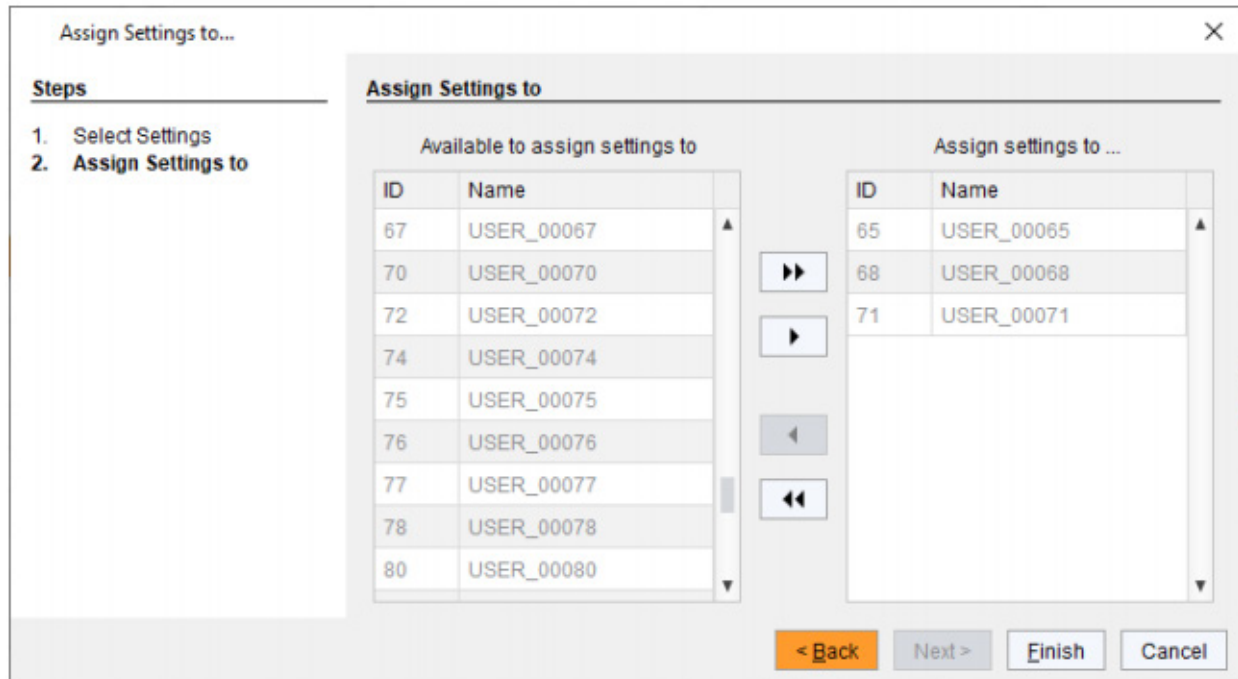 Assign Settings to...
Steps
1. Select Settings
2. Assign Settings to
Assign Settings to
Available to assign settings to
ID Name
67 USER_00067
70 USER_00070
72 USER_00072
74 USER_00074
75 USER_00075
76 USER_00076
77 USER_00077
78 USER_00078
80 USER_00080
Assign settings to ...
ID Name
65 USER_00065
68 USER_00068
71 USER_00071
< Back Next > Finish Cancel